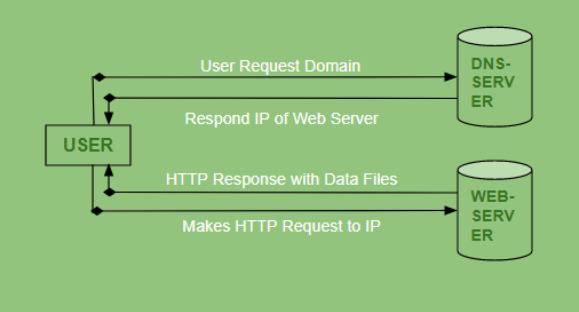 User Request Domain
DNS-
SERV
ER
Respond IP of Web Server
USER
HTTP Response with Data Files
WEB-
SERV
ER
Makes HTTP Request to IP